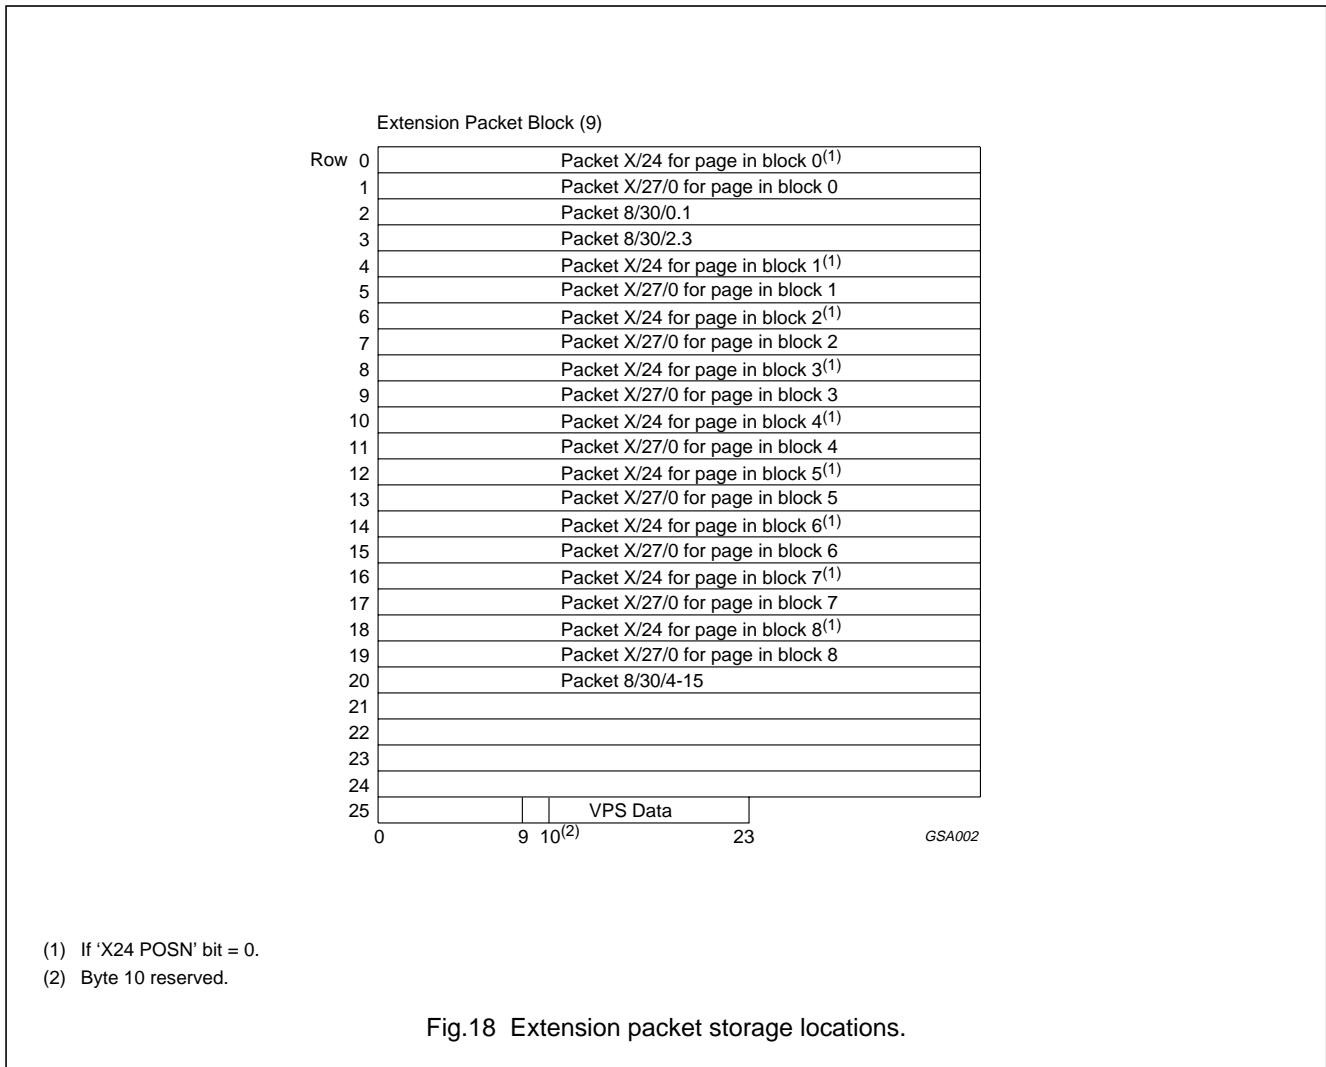 Extension Packet Block (9)
Row 0 Packet X/24 for page in block 0(1)
1 Packet X/27/0 for page in block 0
2 Packet 8/30/0.1
3 Packet 8/30/2.3
4 Packet X/24 for page in block 1(1)
5 Packet X/27/0 for page in block 1
6 Packet X/24 for page in block 2(1)
7 Packet X/27/0 for page in block 2
8 Packet X/24 for page in block 3(1)
9 Packet X/27/0 for page in block 3
10 Packet X/24 for page in block 4(1)
11 Packet X/27/0 for page in block 4
12 Packet X/24 for page in block 5(1)
13 Packet X/27/0 for page in block 5
14 Packet X/24 for page in block 6(1)
15 Packet X/27/0 for page in block 6
16 Packet X/24 for page in block 7(1)
17 Packet X/27/0 for page in block 7
18 Packet X/24 for page in block 8(1)
19 Packet X/27/0 for page in block 8
20 Packet 8/30/4-15
21
22
23
24
25 VPS Data
0 9 10(2) 23 GSA002
(1) If ‘X24 POSN’ bit = 0.
(2) Byte 10 reserved.
Fig.18 Extension packet storage locations.